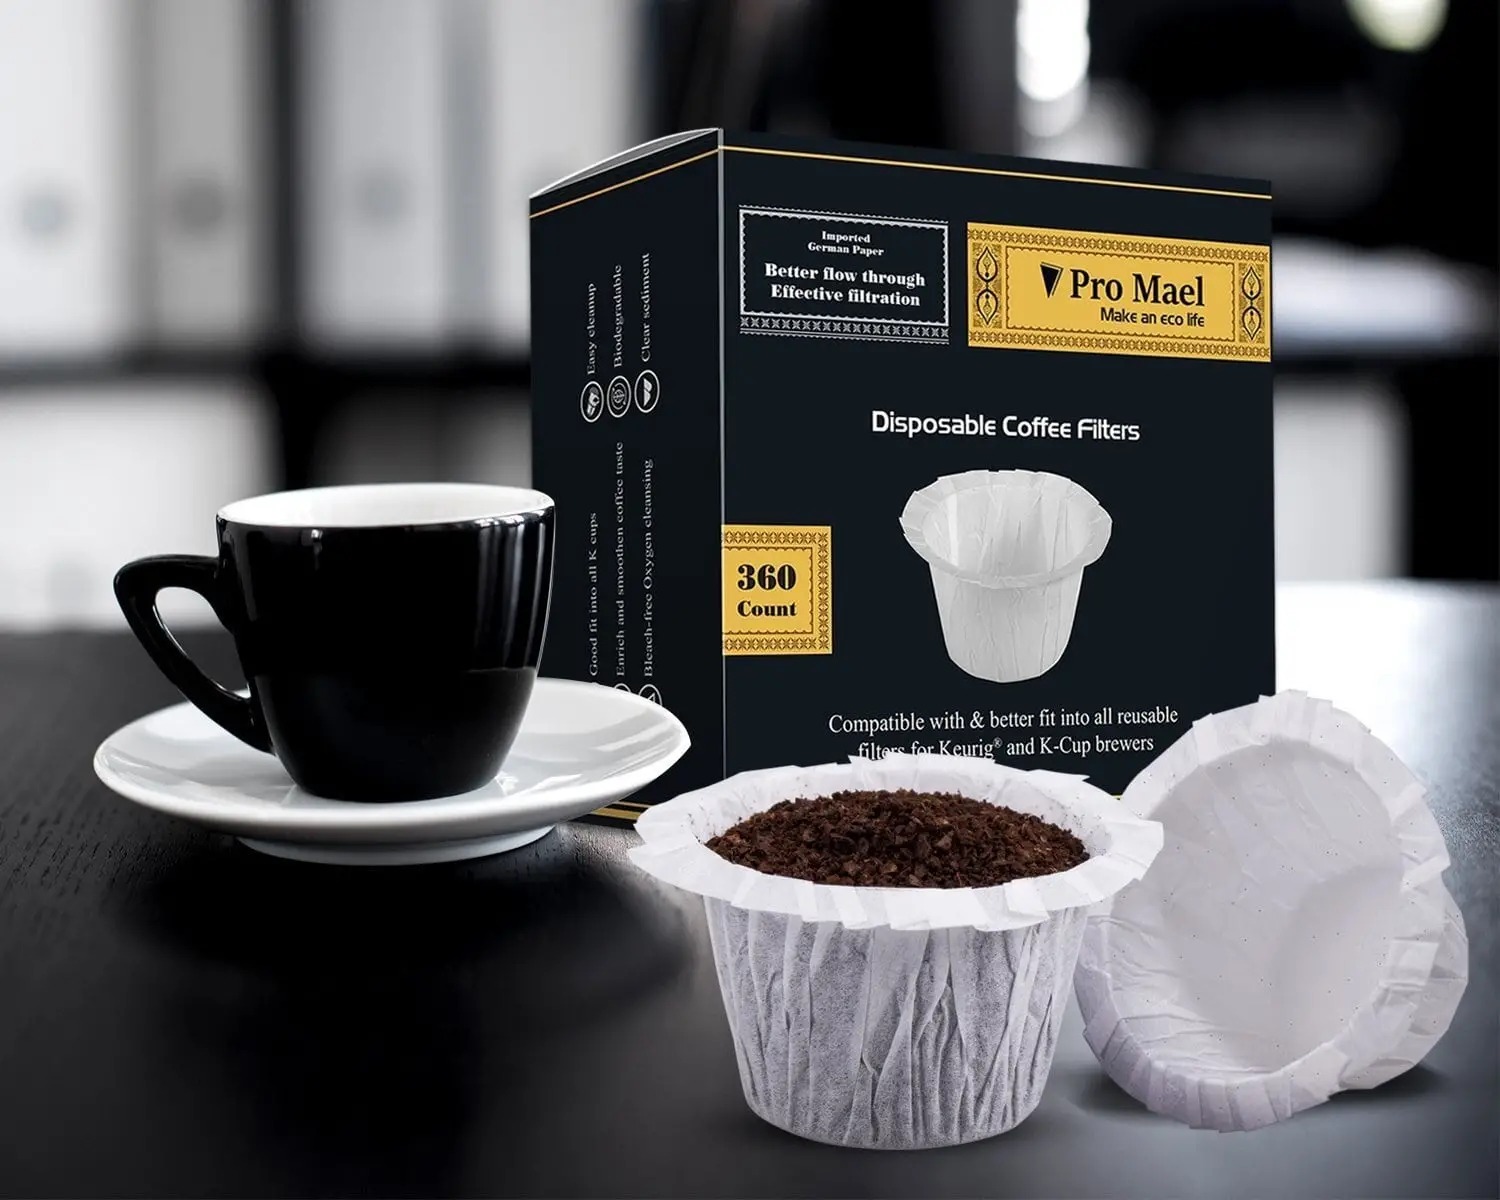 Easy cleanup
Biodegradable
Clear sediment
Good fit into all K cups
Enrich and smoothen coffee taste
Bleach-free Oxygen cleansing
Imported
German Paper
Better flow through
Effective filtration
Pro Mael
Make an eco life
Disposable Coffee Filters
360
Count
Compatible with & better fit into all reusable
filters for Keurig® and K-Cup brewers